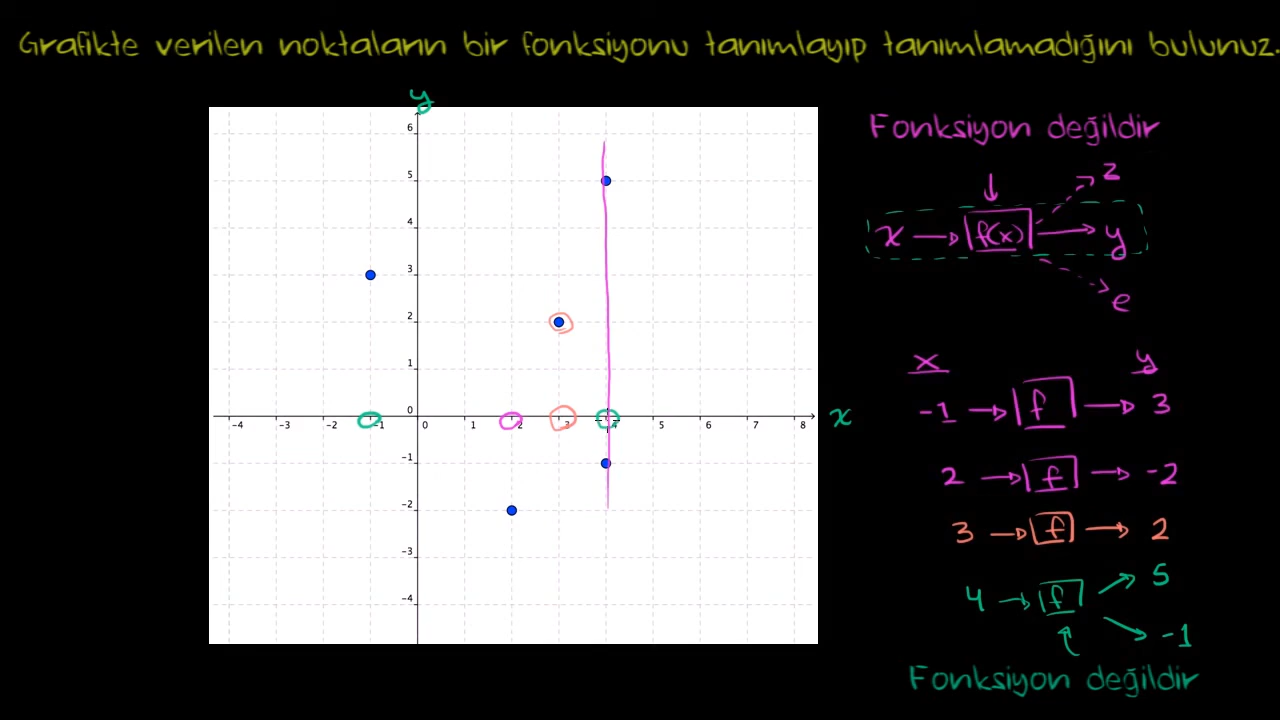 Grafikte verilen noktaların bir fonksiyonu tanımlayıp tanımlamadığını bulunuz.
y
6
5
4
3
2
1
0
-4 -3 -2 -1 0 1 2 3 4 5 6 7 8
x
-1
-2
-3
-4
Fonksiyon değildir
z
x f(x) y
e
x y
-1 f 3
2 f -2
3 f 2
4 f 5
-1
Fonksiyon değildir